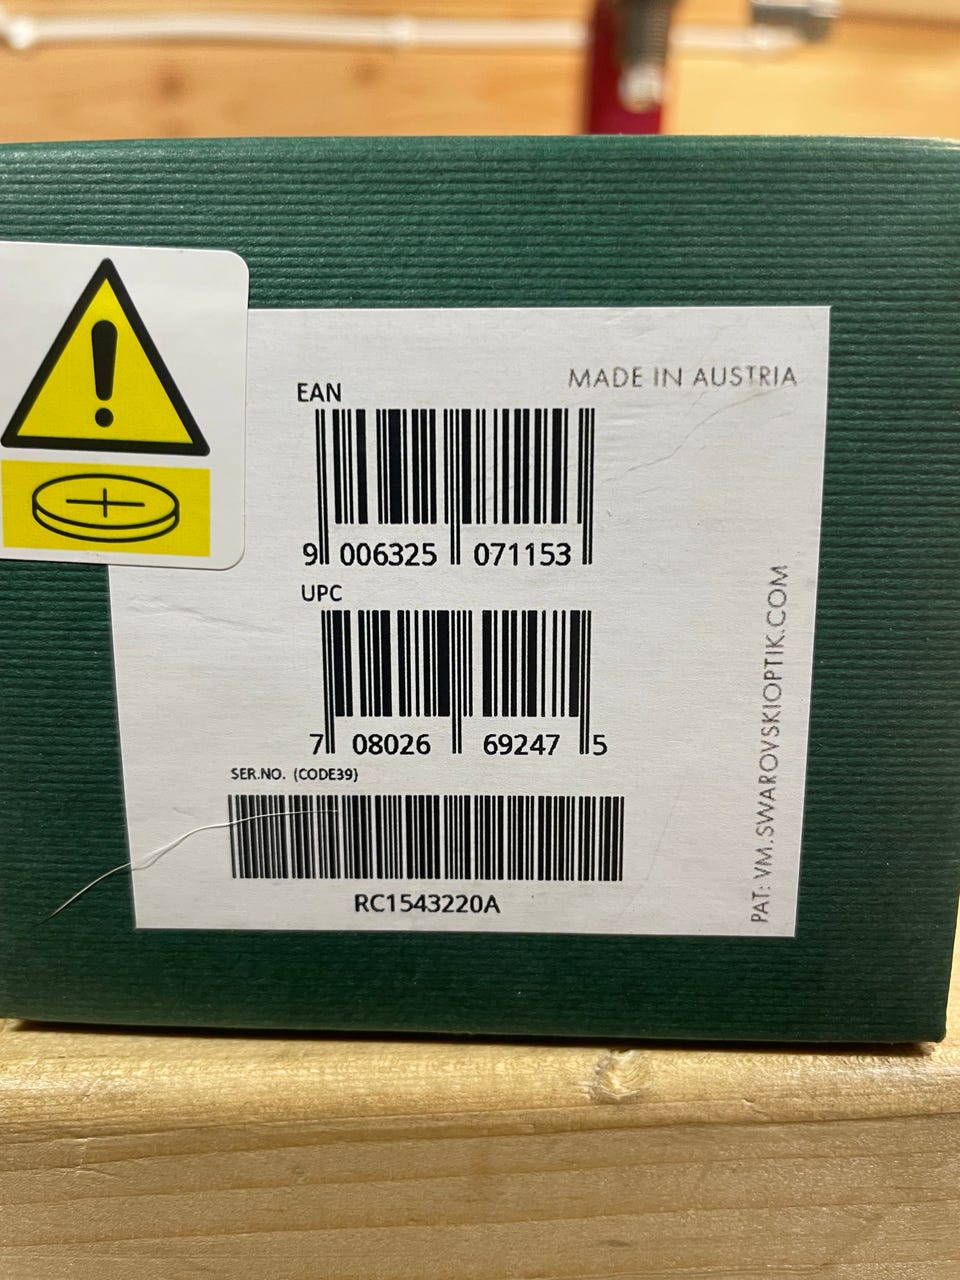 MADE IN AUSTRIA
EAN
9 006325 071153
UPC
7 08026 69247 5
SER.NO. (CODE39)
RC1543220A
PAT: VM.SWAROVSKIOPTIK.COM